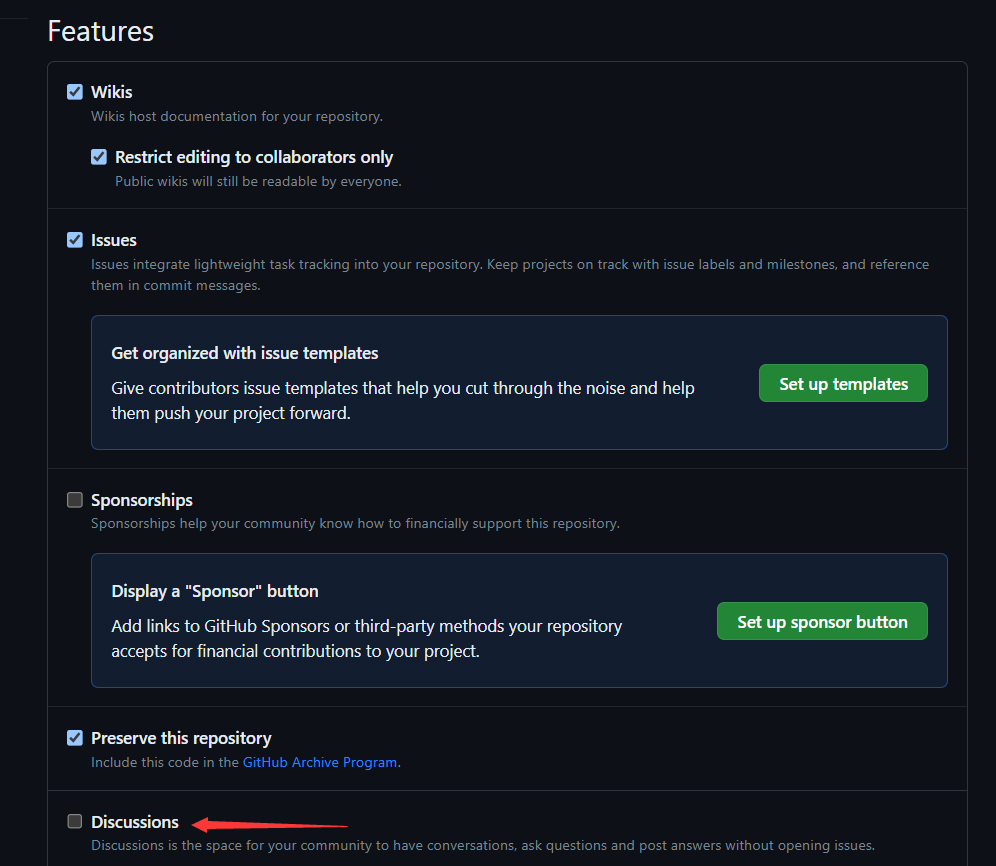 Features
Wikis
Wikis host documentation for your repository.
Restrict editing to collaborators only
Public wikis will still be readable by everyone.
Issues
Issues integrate lightweight task tracking into your repository. Keep projects on track with issue labels and milestones, and reference
them in commit messages.
Get organized with issue templates
Give contributors issue templates that help you cut through the noise and help
them push your project forward.
Set up templates
Sponsorships
Sponsorships help your community know how to financially support this repository.
Display a "Sponsor" button
Add links to GitHub Sponsors or third-party methods your repository
accepts for financial contributions to your project.
Set up sponsor button
Preserve this repository
Include this code in the GitHub Archive Program.
Discussions
Discussions is the space for your community to have conversations, ask questions and post answers without opening issues.